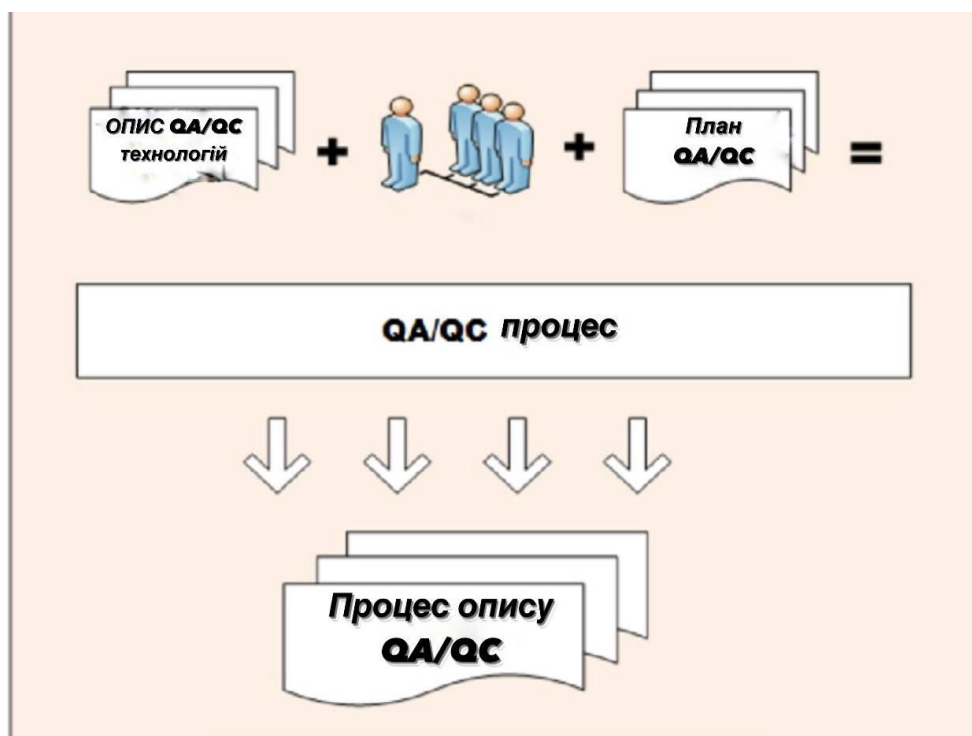 ОПИС QA/QC
технологій
+
+
План
QA/QC
=
QA/QC процес
Процес опису
QA/QC